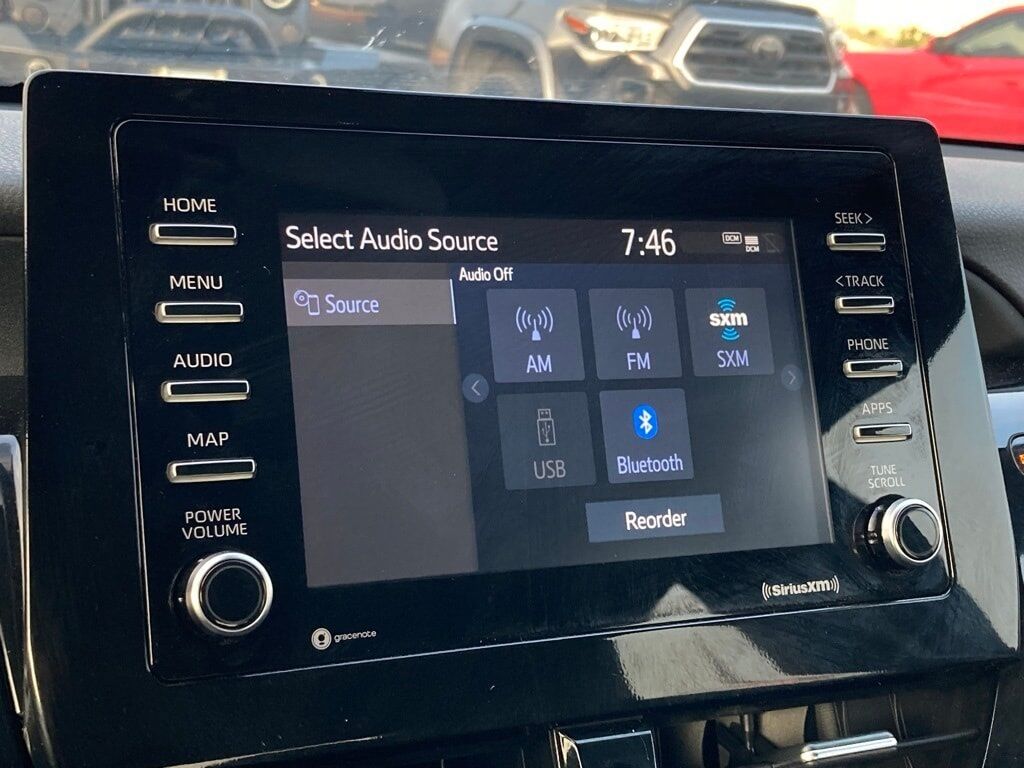 HOME
MENU
AUDIO
MAP
POWER
VOLUME
Select Audio Source
7:46
DCM
DCM
Source
Audio Off
AM
FM
sxm
SXM
USB
Bluetooth
Reorder
SEEK >
< TRACK
PHONE
APPS
TUNE
SCROLL
gracenote
((SiriusXM))